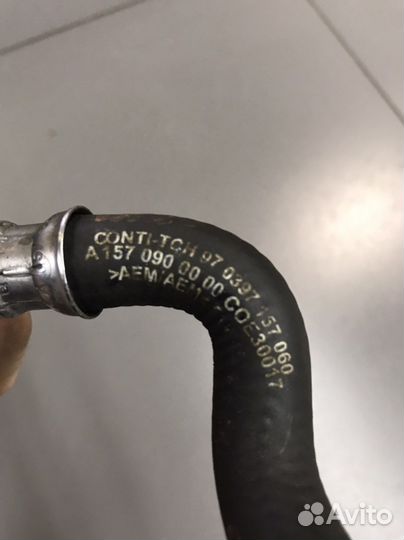 CONTI-TCH 97 0397 157 060
A 157 090 00 00 COE30017
>AEM/AEM
Avito